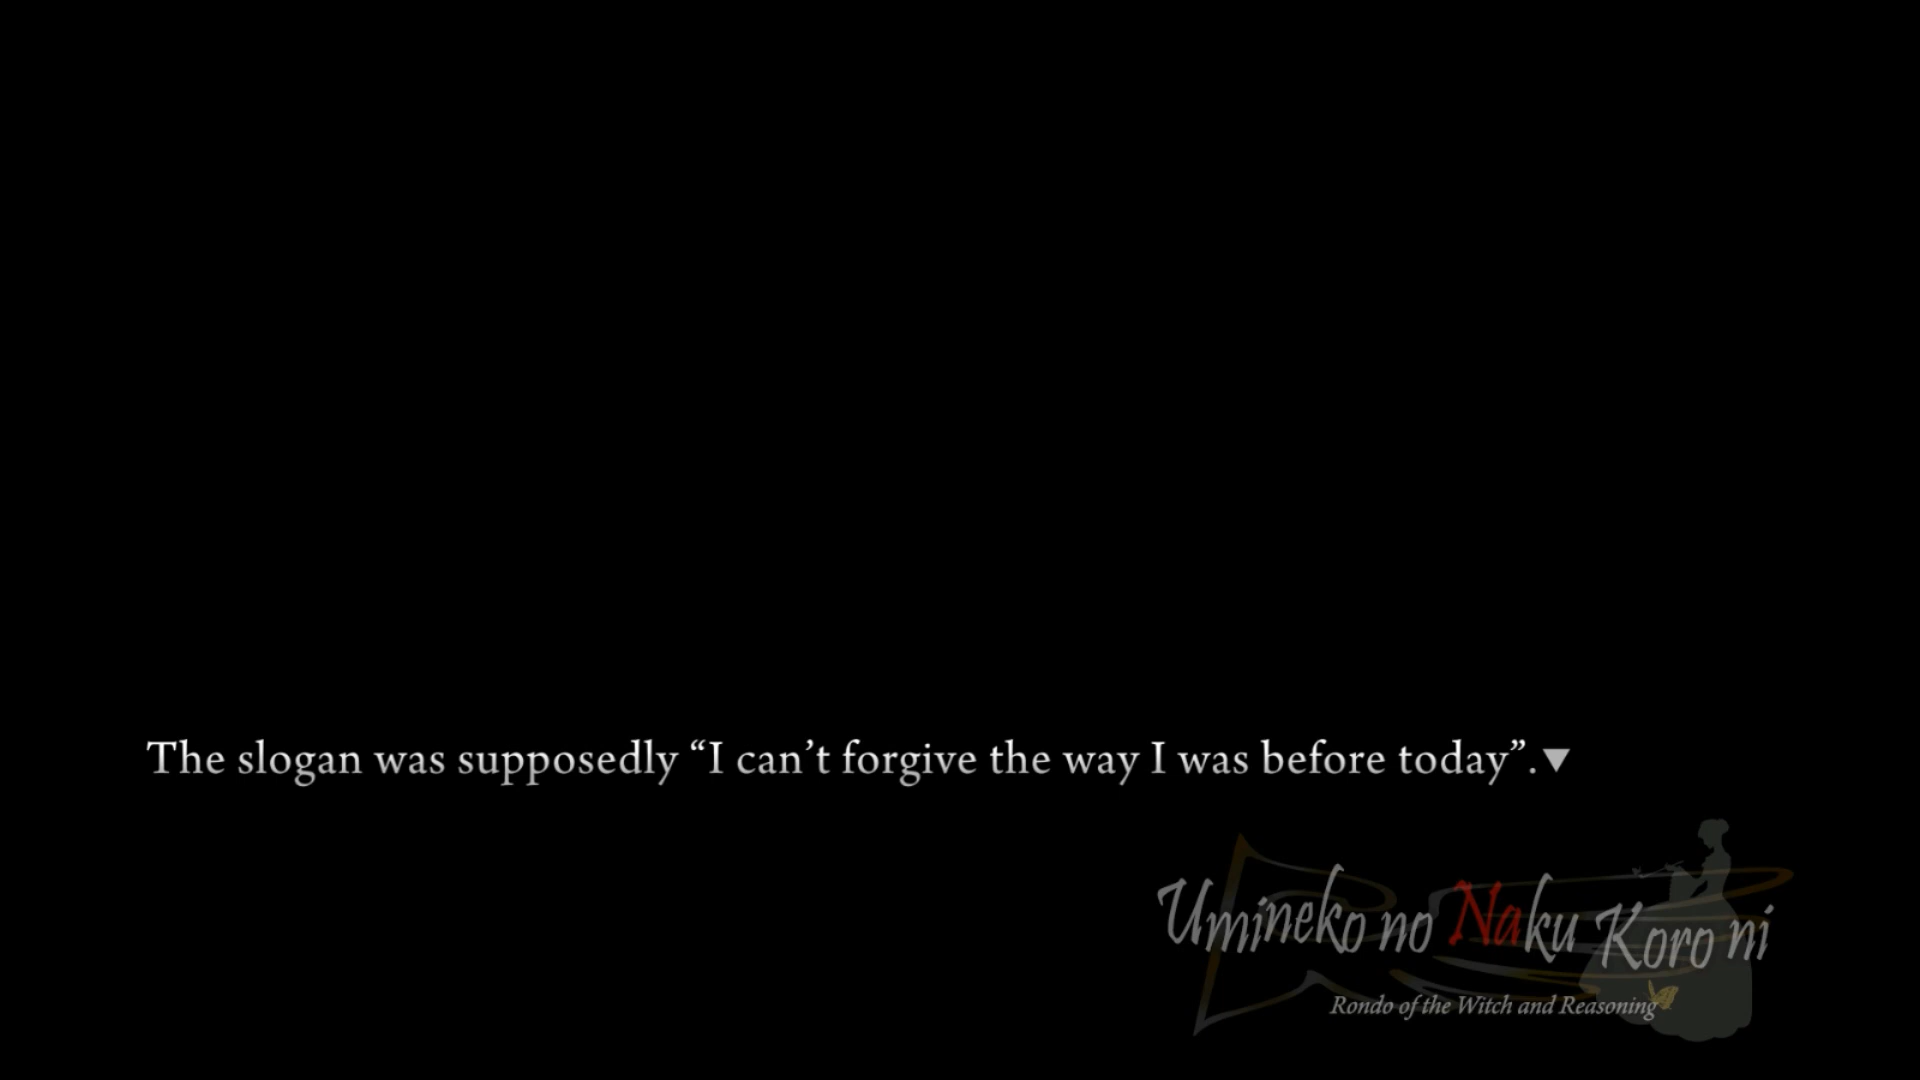 The slogan was supposedly “I can’t forgive the way I was before today”.
Umineko no Naku Koro ni
Rondo of the Witch and Reasoning